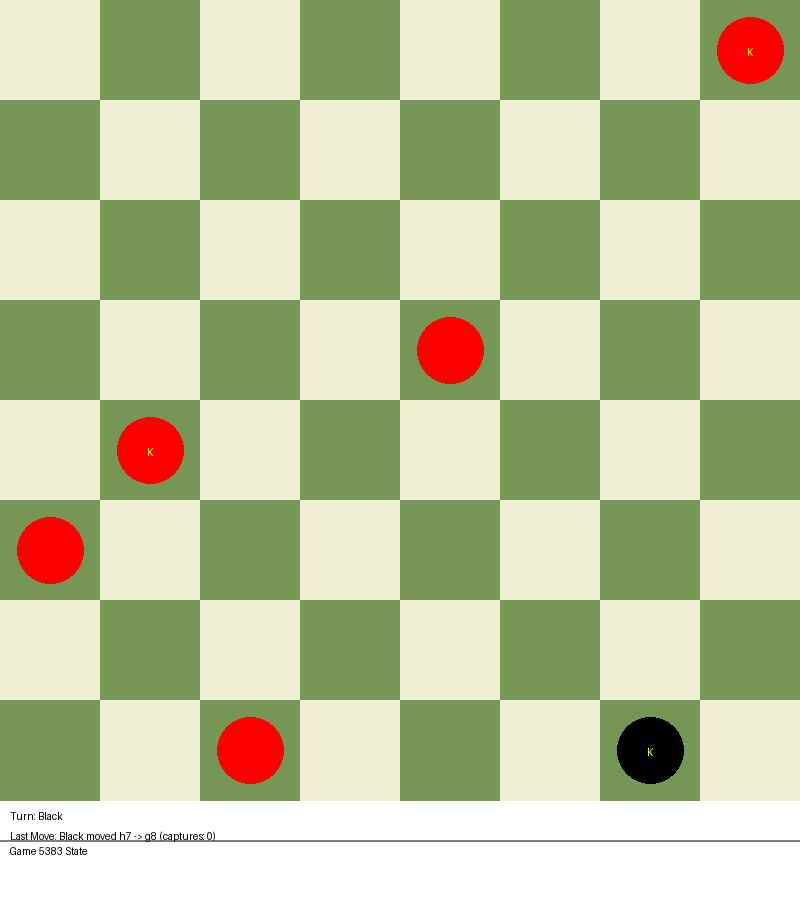 K
K
K
Turn: Black
Last Move: Black moved h7 -> g8 (captures: 0)
Game 5383 State